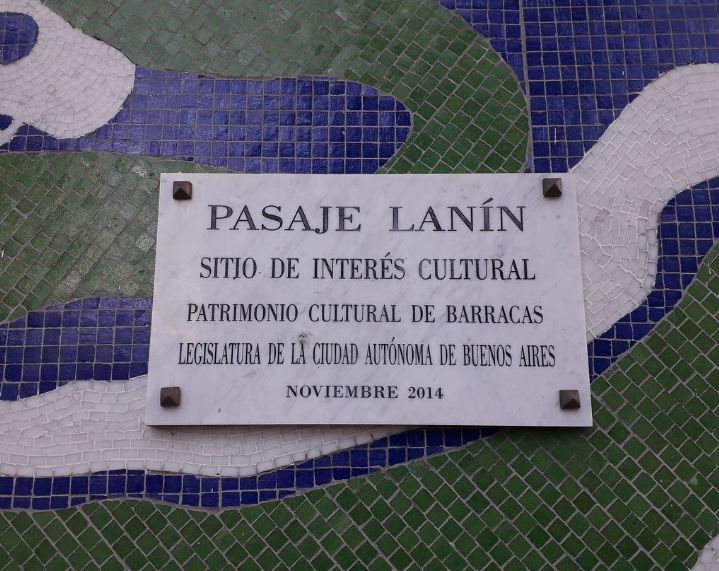 PASAJE LANÍN
SITIO DE INTERÉS CULTURAL
PATRIMONIO CULTURAL DE BARRACAS
LEGISLATURA DE LA CIUDAD AUTÓNOMA DE BUENOS AIRES
NOVIEMBRE 2014